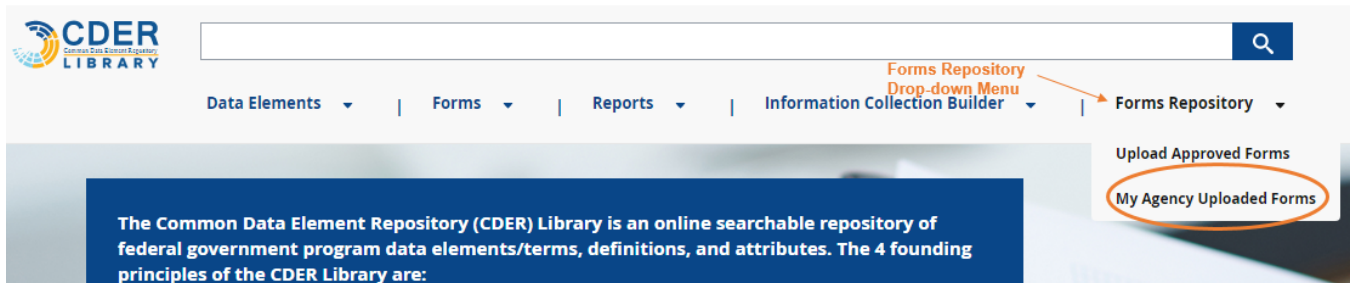 CDER
Common Data Element Repository
LIBRARY
Forms Repository
Drop-down Menu
Data Elements | Forms | Reports | Information Collection Builder | Forms Repository
Upload Approved Forms
My Agency Uploaded Forms
The Common Data Element Repository (CDER) Library is an online searchable repository of
federal government program data elements/terms, definitions, and attributes. The 4 founding
principles of the CDER Library are: